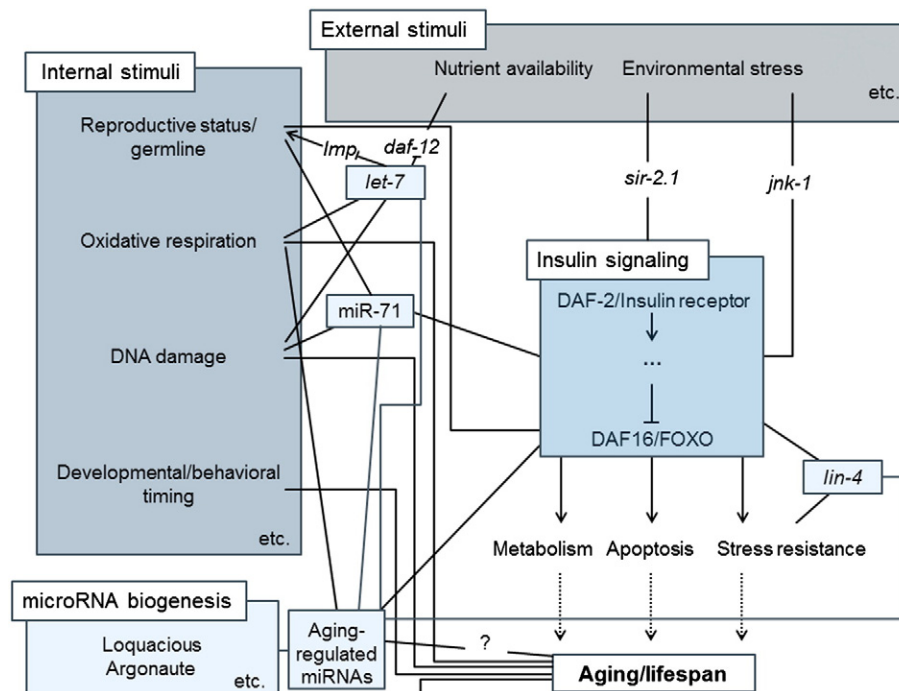 External stimuli
Nutrient availability
Environmental stress
etc.
Internal stimuli
Reproductive status/
germline
Imp
daf-12
let-7
sir-2.1
jnk-1
Oxidative respiration
Insulin signaling
DAF-2/Insulin receptor
miR-71
DNA damage
...
DAF16/FOXO
Developmental/behavioral
timing
etc.
lin-4
Metabolism
Apoptosis
Stress resistance
microRNA biogenesis
Loquacious
Argonaute
etc.
Aging-
regulated
miRNAs
?
Aging/lifespan